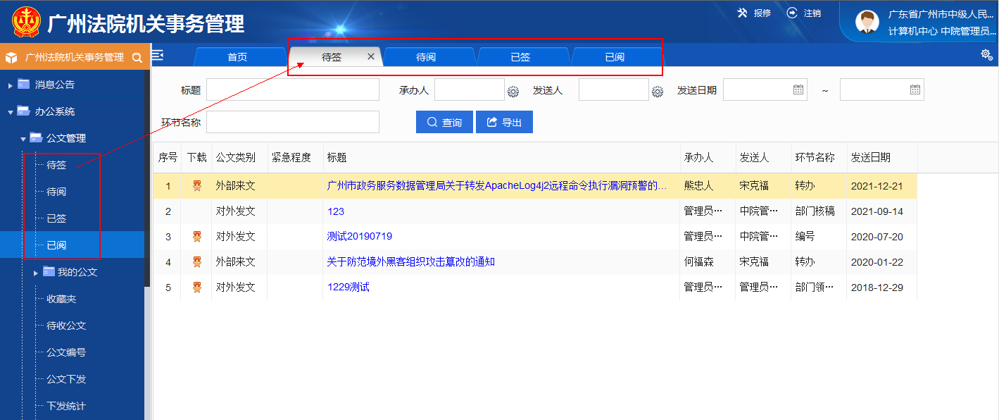 广州法院机关事务管理
报修
注销
广东省广州市中级人民...
计算机中心 中院管理员...
广州法院机关事务管理
首页
待签
待阅
已签
已阅
消息公告
办公系统
公文管理
待签
待阅
已签
已阅
我的公文
收藏夹
待收公文
公文编号
公文下发
下发统计
标题
承办人
发送人
发送日期
~
环节名称
查询
导出
序号 下载 公文类别 紧急程度 标题 承办人 发送人 环节名称 发送日期
1 外部来文 广州市政务服务数据管理局关于转发ApacheLog4j2远程命令执行漏洞预警的... 熊忠人 宋克福 转办 2021-12-21
2 对外发文 123 管理员… 中院管… 部门核稿 2021-09-14
3 对外发文 测试20190719 管理员… 中院管… 编号 2020-07-20
4 外部来文 关于防范境外黑客组织攻击篡改的通知 何福森 宋克福 转办 2020-01-22
5 对外发文 1229测试 管理员… 管理员… 部门领… 2018-12-29